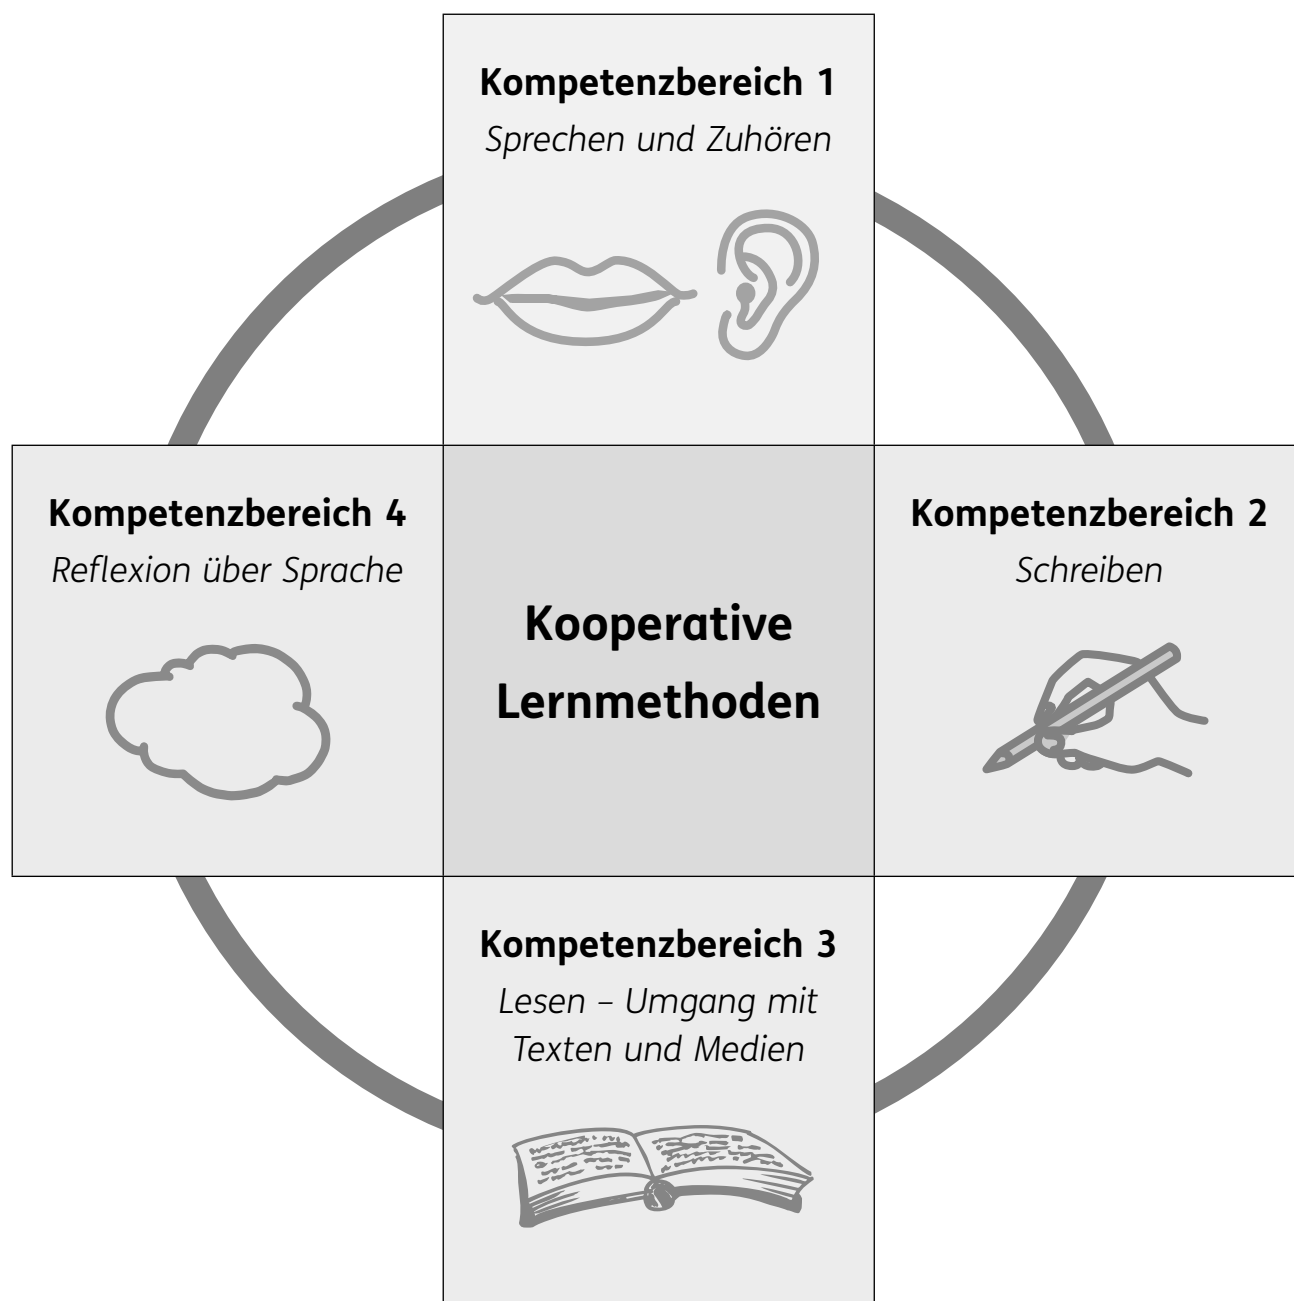 Kompetenzbereich 1
Sprechen und Zuhören
Kompetenzbereich 4
Reflexion über Sprache
Kooperative
Lernmethoden
Kompetenzbereich 2
Schreiben
Kompetenzbereich 3
Lesen – Umgang mit
Texten und Medien